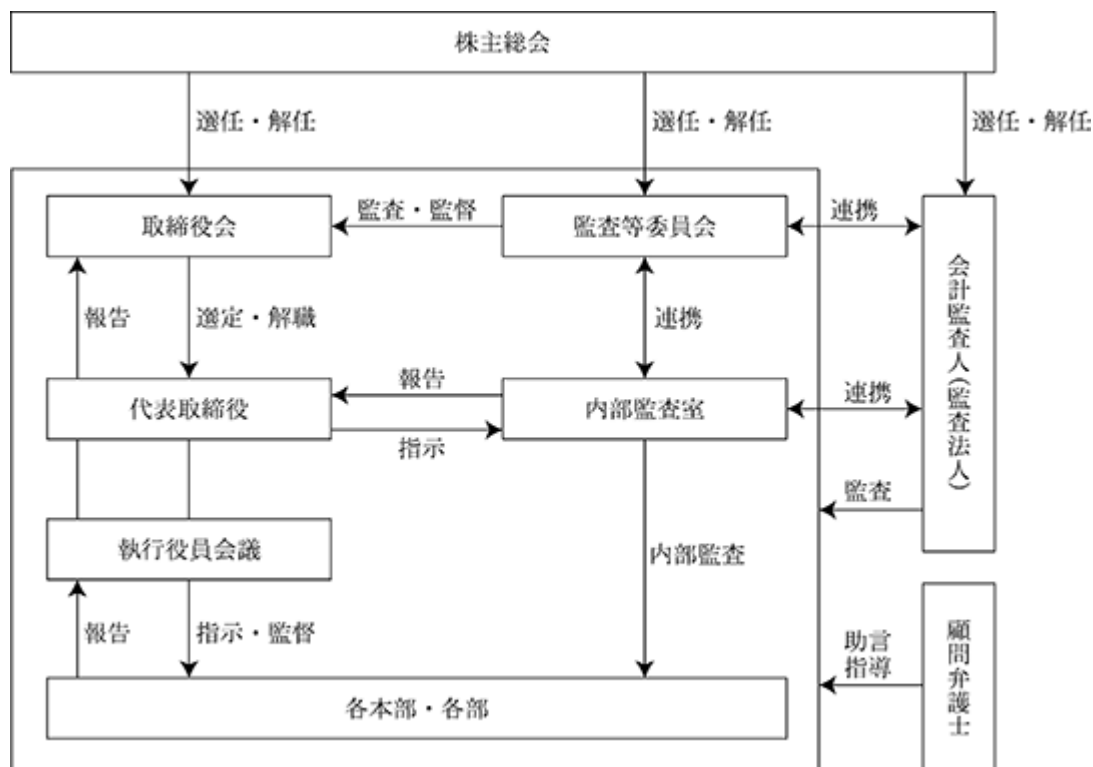 株主総会
選任・解任
選任・解任
選任・解任
取締役会
監査・監督
監査等委員会
連携
会計監査人(監査法人)
報告
選定・解職
連携
代表取締役
報告
指示
内部監査室
連携
監査
執行役員会議
内部監査
報告
指示・監督
助言
指導
顧問弁護士
各本部・各部